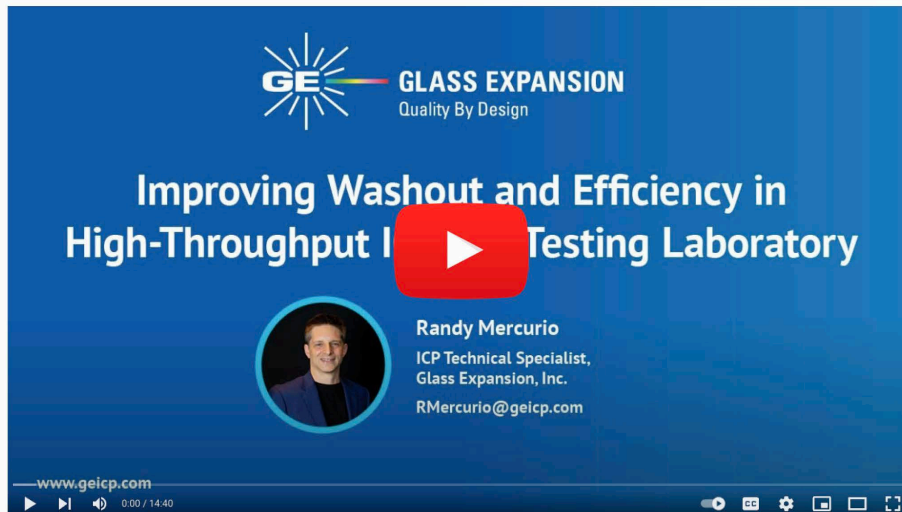 GE GLASS EXPANSION
Quality By Design
Improving Washout and Efficiency in
High-Throughput Testing Laboratory
Randy Mercurio
ICP Technical Specialist,
Glass Expansion, Inc.
RMercurio@geicp.com
www.geicp.com
0:00 / 14:40
CC